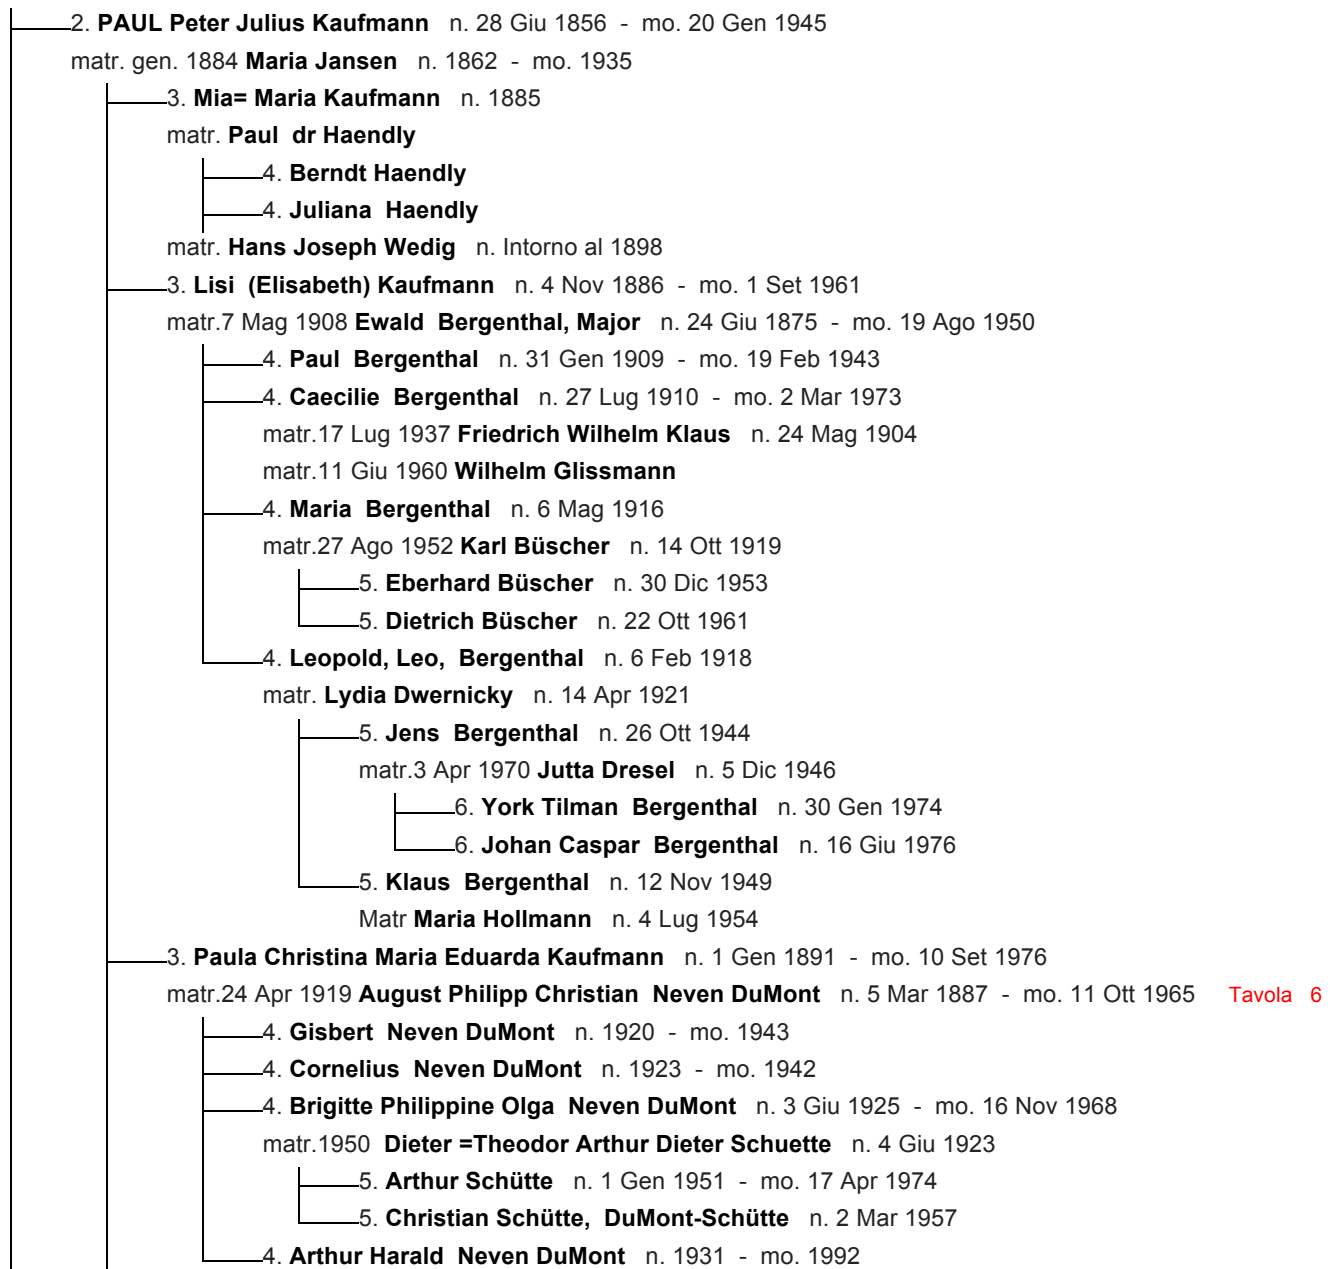 2. PAUL Peter Julius Kaufmann n. 28 Giu 1856 - mo. 20 Gen 1945
matr. gen. 1884 Maria Jansen n. 1862 - mo. 1935
3. Mia= Maria Kaufmann n. 1885
matr. Paul dr Haendly
4. Berndt Haendly
4. Juliana Haendly
matr. Hans Joseph Wedig n. Intorno al 1898
3. Lisi (Elisabeth) Kaufmann n. 4 Nov 1886 - mo. 1 Set 1961
matr.7 Mag 1908 Ewald Bergenthal, Major n. 24 Giu 1875 - mo. 19 Ago 1950
4. Paul Bergenthal n. 31 Gen 1909 - mo. 19 Feb 1943
4. Caecilie Bergenthal n. 27 Lug 1910 - mo. 2 Mar 1973
matr.17 Lug 1937 Friedrich Wilhelm Klaus n. 24 Mag 1904
matr.11 Giu 1960 Wilhelm Glissmann
4. Maria Bergenthal n. 6 Mag 1916
matr.27 Ago 1952 Karl Büscher n. 14 Ott 1919
5. Eberhard Büscher n. 30 Dic 1953
5. Dietrich Büscher n. 22 Ott 1961
4. Leopold, Leo, Bergenthal n. 6 Feb 1918
matr. Lydia Dwernicky n. 14 Apr 1921
5. Jens Bergenthal n. 26 Ott 1944
matr.3 Apr 1970 Jutta Dresel n. 5 Dic 1946
6. York Tilman Bergenthal n. 30 Gen 1974
6. Johan Caspar Bergenthal n. 16 Giu 1976
5. Klaus Bergenthal n. 12 Nov 1949
Matr Maria Hollmann n. 4 Lug 1954
3. Paula Christina Maria Eduarda Kaufmann n. 1 Gen 1891 - mo. 10 Set 1976
matr.24 Apr 1919 August Philipp Christian Neven DuMont n. 5 Mar 1887 - mo. 11 Ott 1965 Tavola 6
4. Gisbert Neven DuMont n. 1920 - mo. 1943
4. Cornelius Neven DuMont n. 1923 - mo. 1942
4. Brigitte Philippine Olga Neven DuMont n. 3 Giu 1925 - mo. 16 Nov 1968
matr.1950 Dieter =Theodor Arthur Dieter Schuette n. 4 Giu 1923
5. Arthur Schütte n. 1 Gen 1951 - mo. 17 Apr 1974
5. Christian Schütte, DuMont-Schütte n. 2 Mar 1957
4. Arthur Harald Neven DuMont n. 1931 - mo. 1992